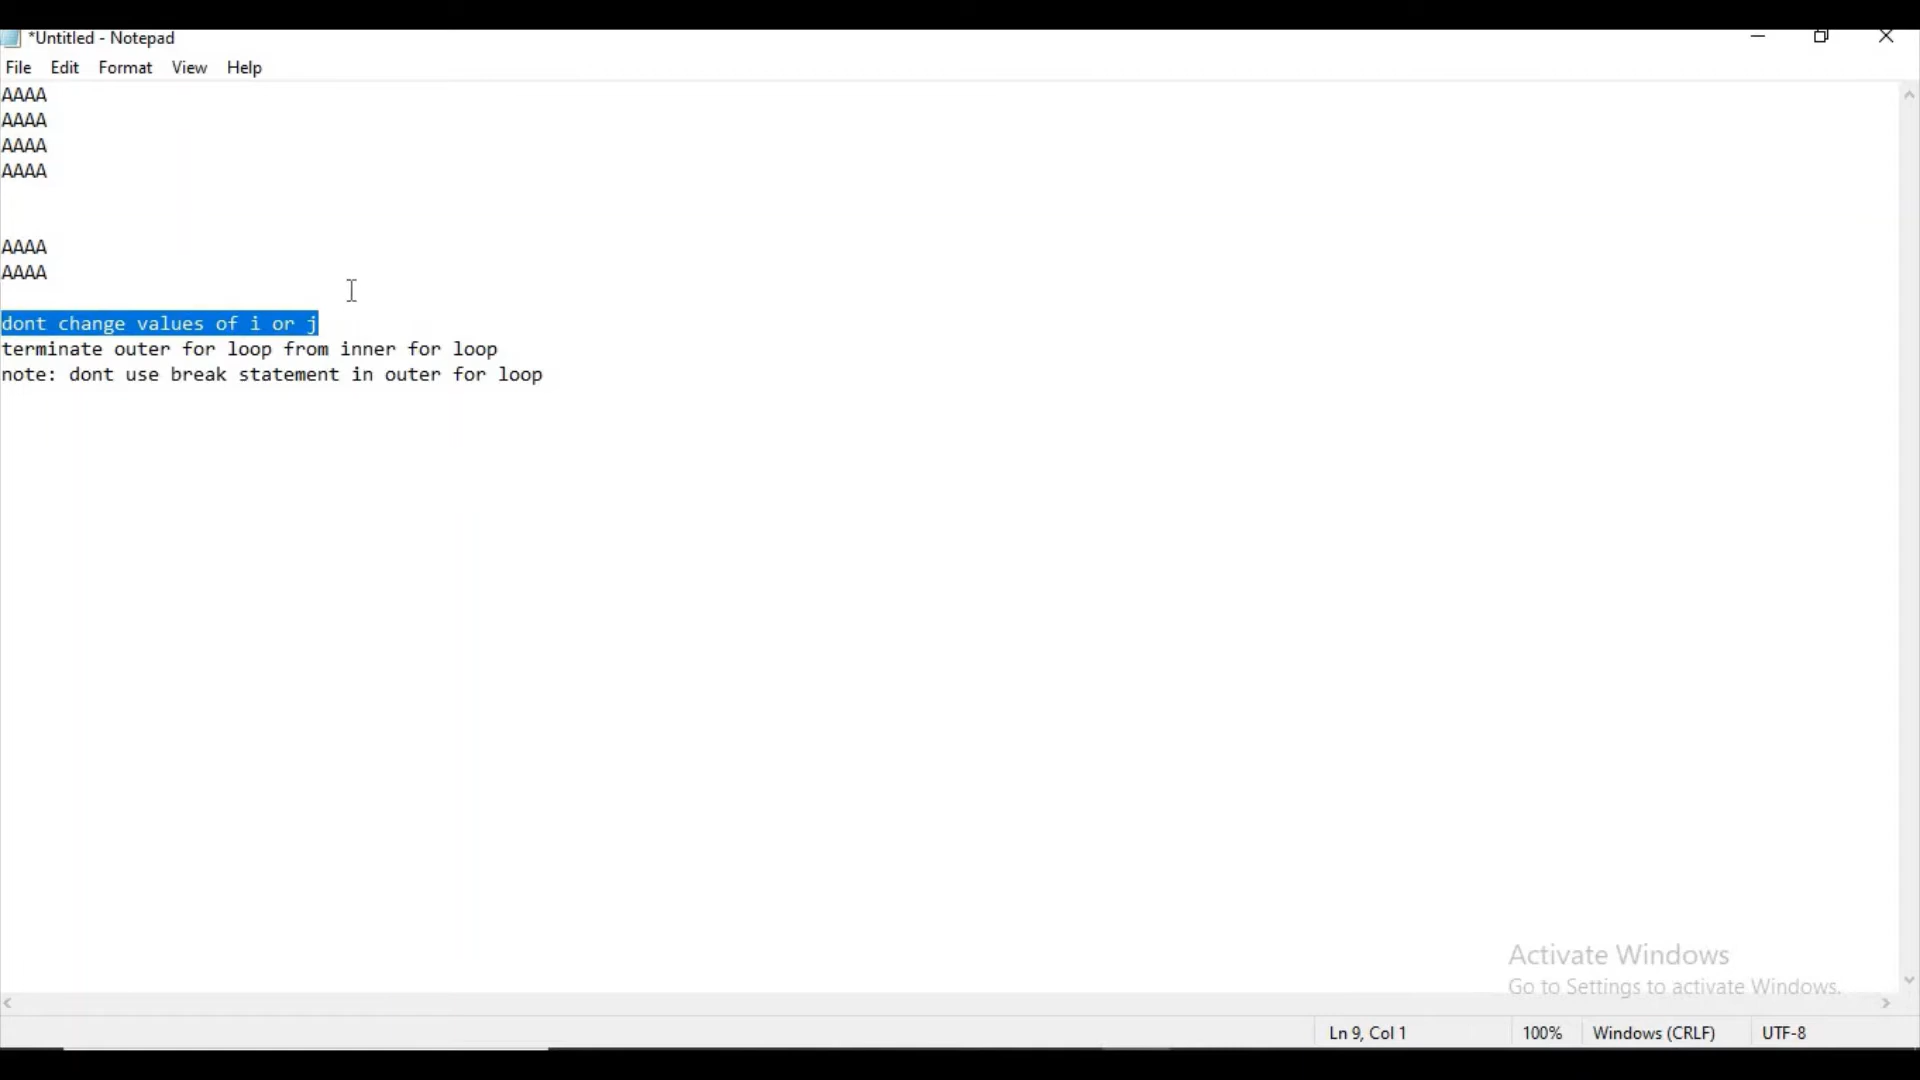 *Untitled - Notepad
File Edit Format View Help
AAAA
AAAA
AAAA
AAAA
AAAA
AAAA
dont change values of i or j
terminate outer for loop from inner for loop
note: dont use break statement in outer for loop
Activate Windows
Go to Settings to activate Windows.
Ln 9, Col 1 100% Windows (CRLF) UTF-8